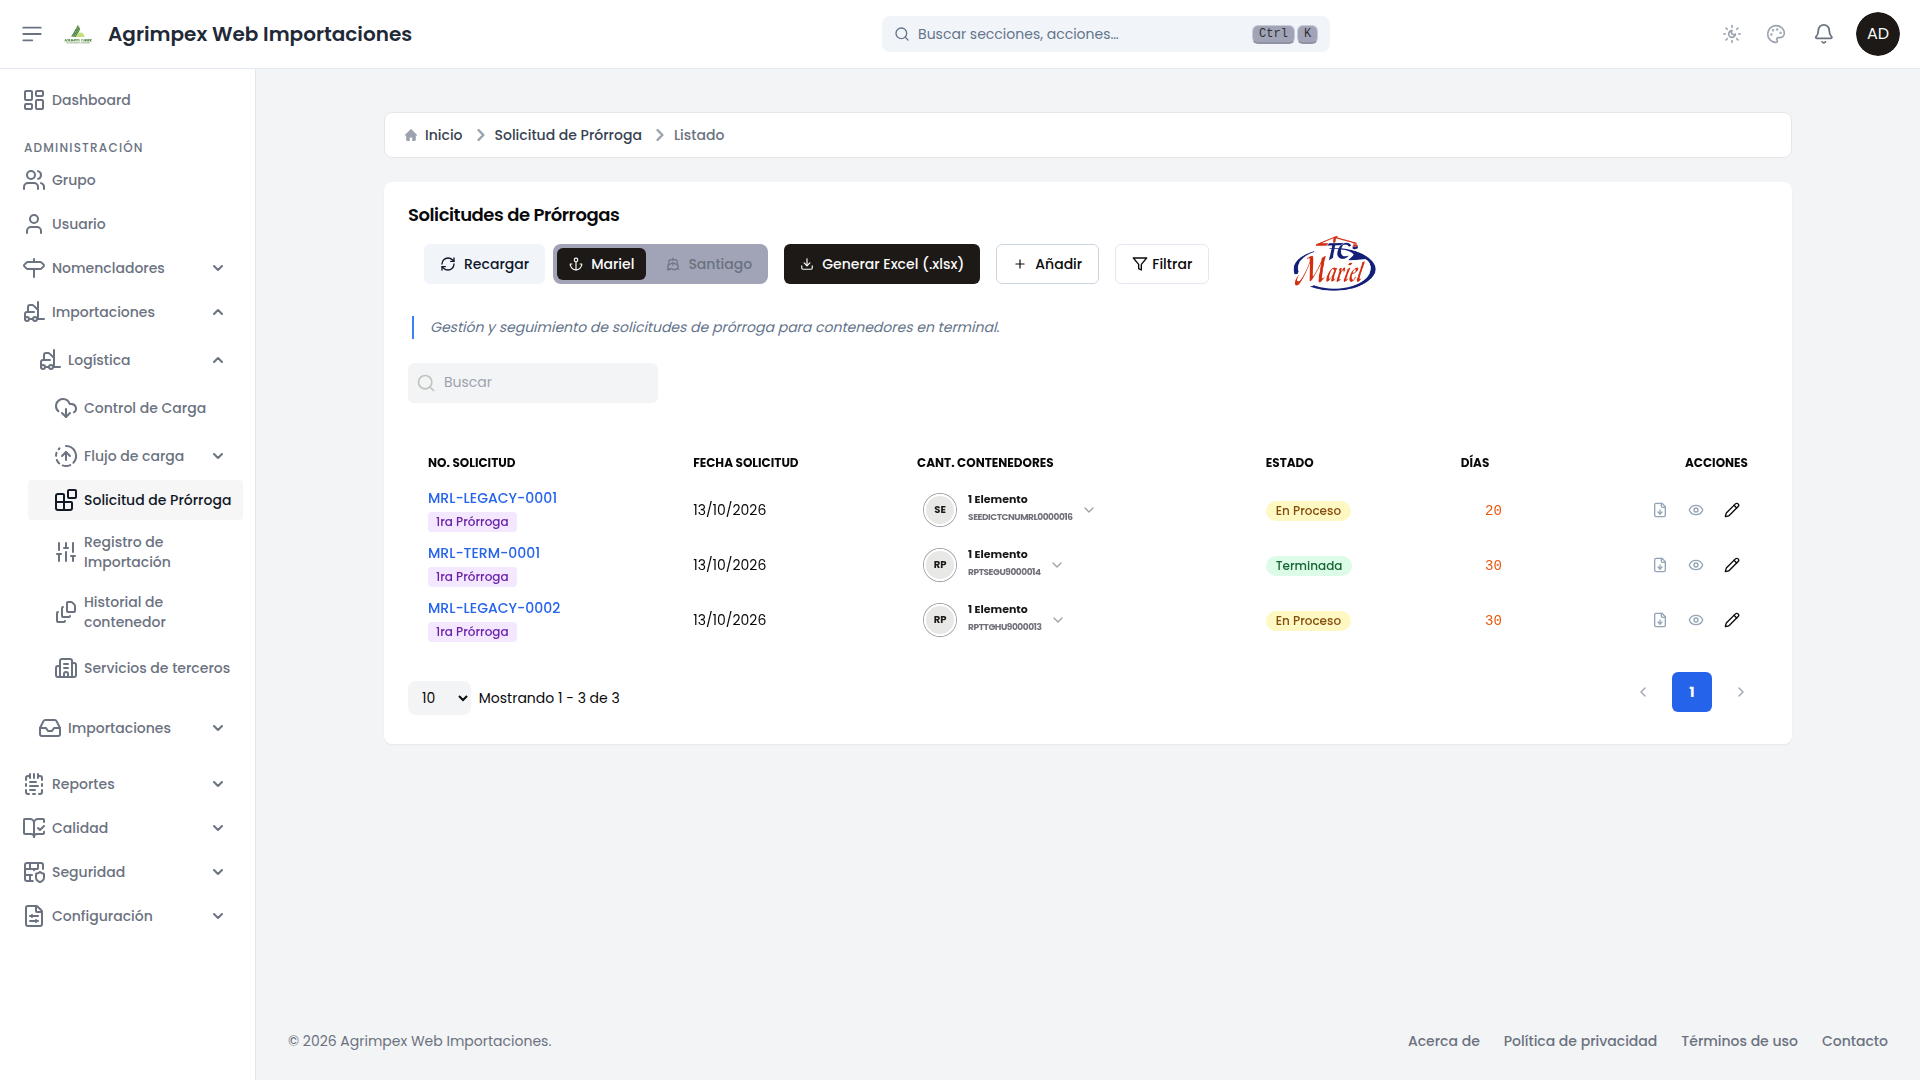 Agrimpex Web Importaciones
Buscar secciones, acciones...
Ctrl K
AD
Dashboard
ADMINISTRACIÓN
Grupo
Usuario
Nomencladores
Importaciones
Logística
Control de Carga
Flujo de carga
Solicitud de Prórroga
Registro de
Importación
Historial de
contenedor
Servicios de terceros
Importaciones
Reportes
Calidad
Seguridad
Configuración
Inicio
Solicitud de Prórroga
Listado
Solicitudes de Prórrogas
Recargar
Mariel
Santiago
Generar Excel (.xlsx)
Añadir
Filtrar
TC
Mariel
Gestión y seguimiento de solicitudes de prórroga para contenedores en terminal.
Buscar
NO. SOLICITUD FECHA SOLICITUD CANT. CONTENEDORES ESTADO DÍAS ACCIONES
MRL-LEGACY-0001
1ra Prórroga
13/10/2026
SE
1 Elemento
SEEDICTCNUMRL0000016
En Proceso
20
MRL-TERM-0001
1ra Prórroga
13/10/2026
RP
1 Elemento
RPTSEGU9000014
Terminada
30
MRL-LEGACY-0002
1ra Prórroga
13/10/2026
RP
1 Elemento
RPTTGHU9000013
En Proceso
30
10
Mostrando 1 - 3 de 3
1
© 2026 Agrimpex Web Importaciones.
Acerca de
Política de privacidad
Términos de uso
Contacto